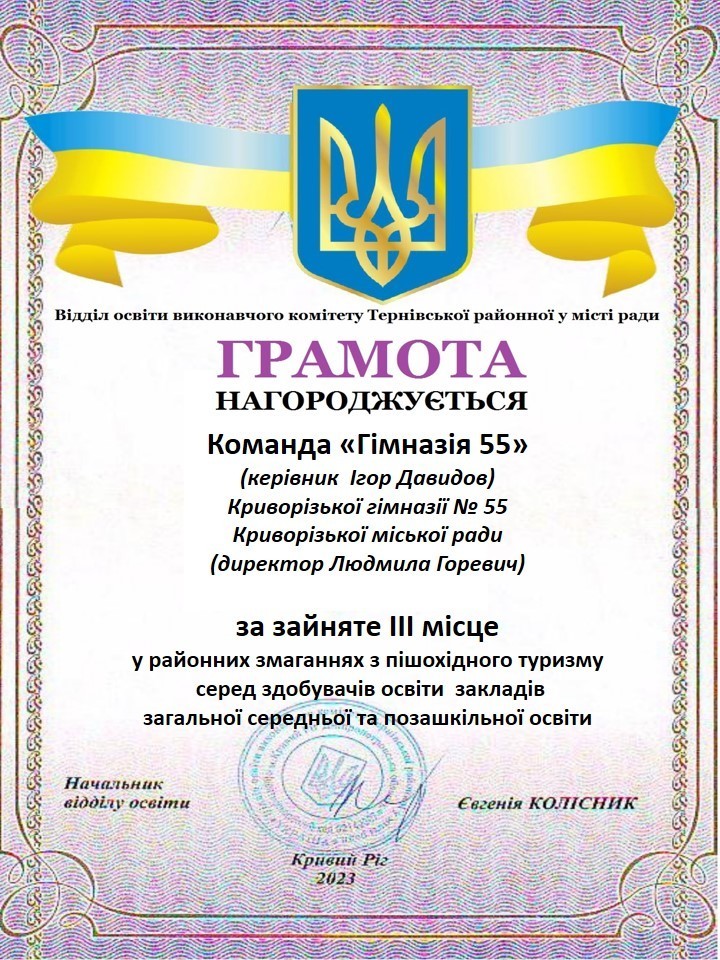 Відділ освіти виконавчого комітету Тернівської районної у місті ради
ГРАМОТА
НАГОРОДЖУЄТЬСЯ
Команда «Гімназія 55»
(керівник Ігор Давидов)
Криворізької гімназії № 55
Криворізької міської ради
(директор Людмила Горевич)
за зайняте ІІІ місце
у районних змаганнях з пішохідного туризму
серед здобувачів освіти закладів
загальної середньої та позашкільної освіти
Начальник
відділу освіти
Євгенія КОЛІСНИК
Кривий Ріг
2023